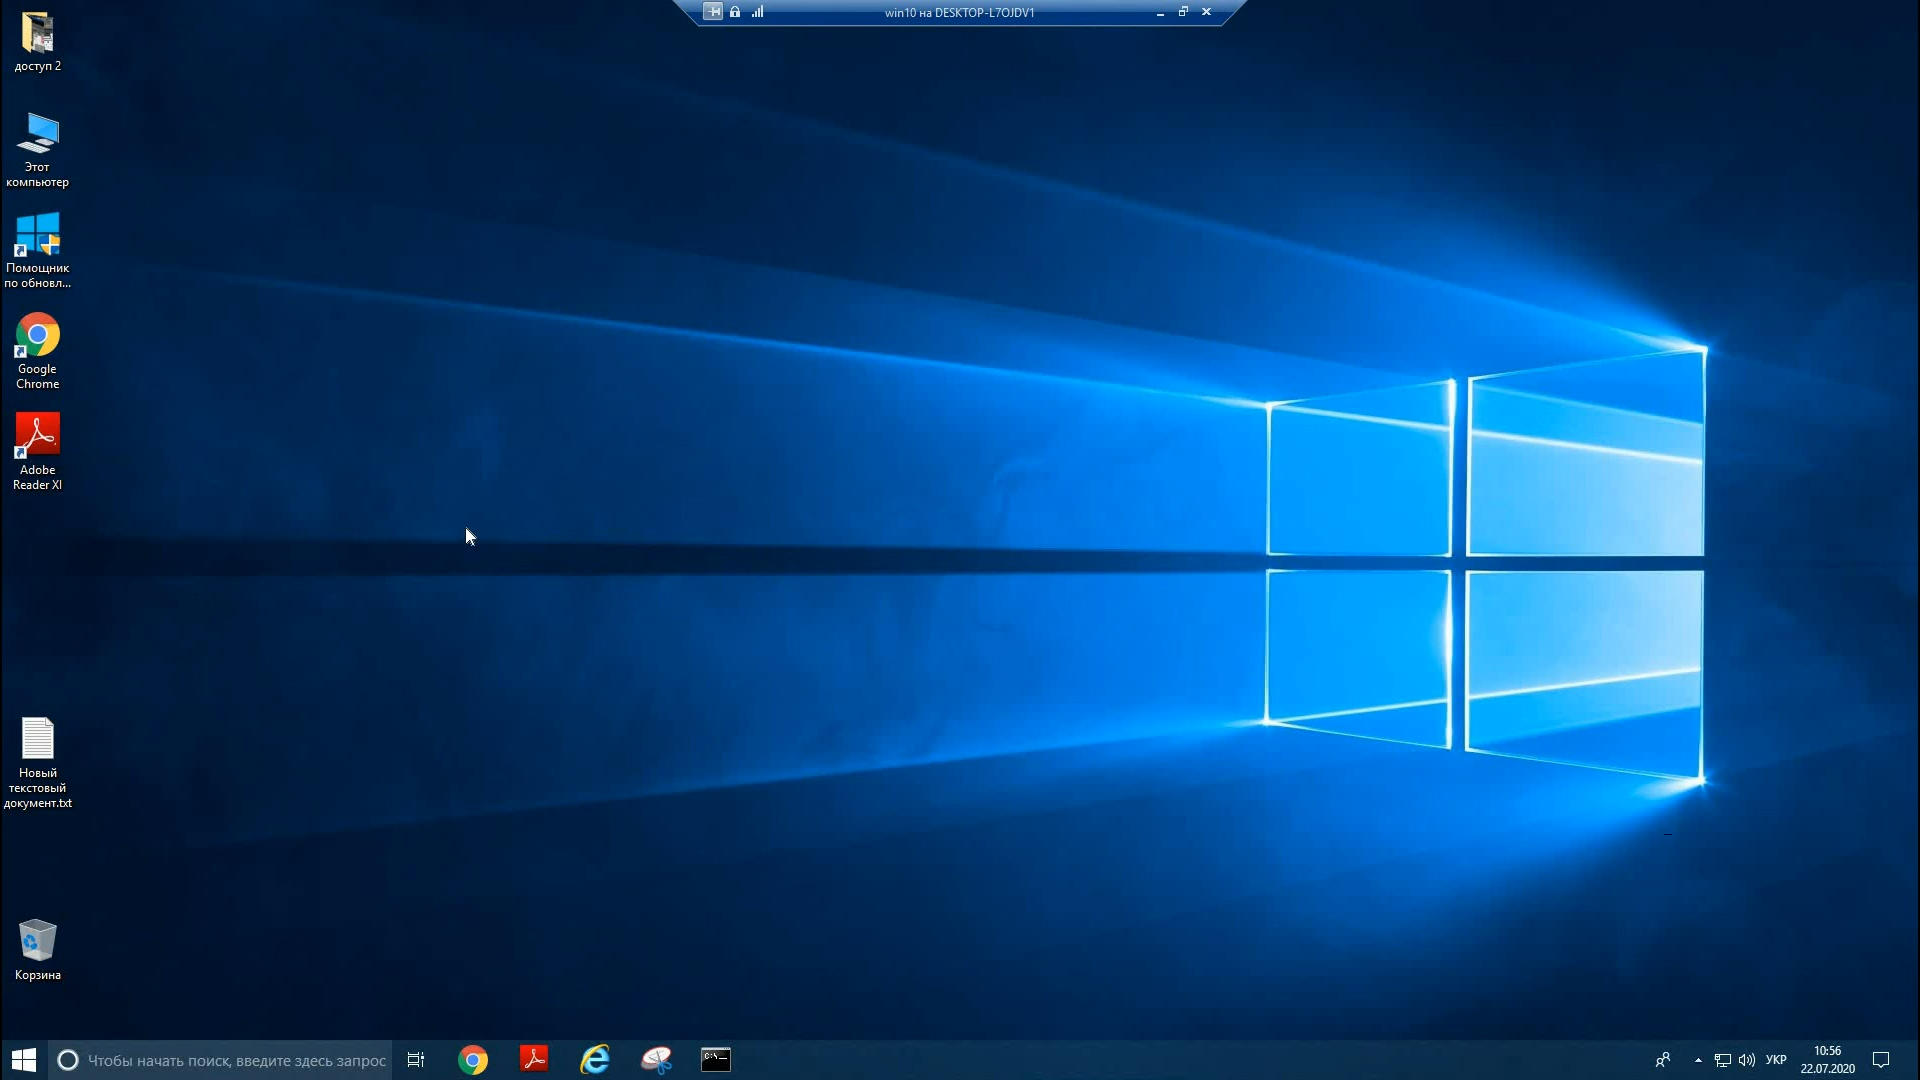 win10 на DESKTOP-L7OJDV1
доступ 2
Этот
компьютер
Помощник
по обновл...
Google
Chrome
Adobe
Reader XI
Новый
текстовый
документ.txt
Корзина
Чтобы начать поиск, введите здесь запрос
C:\_
УКР
10:56
22.07.2020